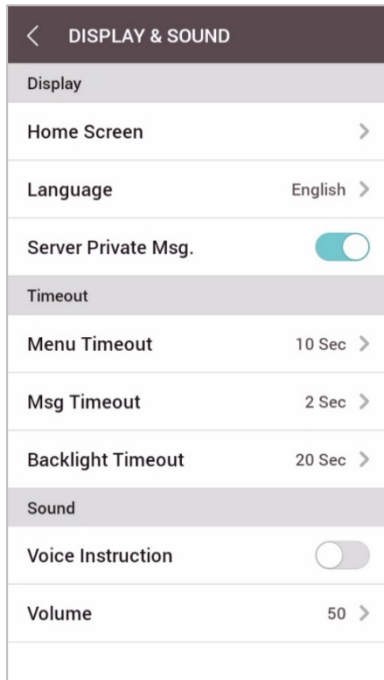 DISPLAY & SOUND
Display
Home Screen
Language English
Server Private Msg.
Timeout
Menu Timeout 10 Sec
Msg Timeout 2 Sec
Backlight Timeout 20 Sec
Sound
Voice Instruction
Volume 50